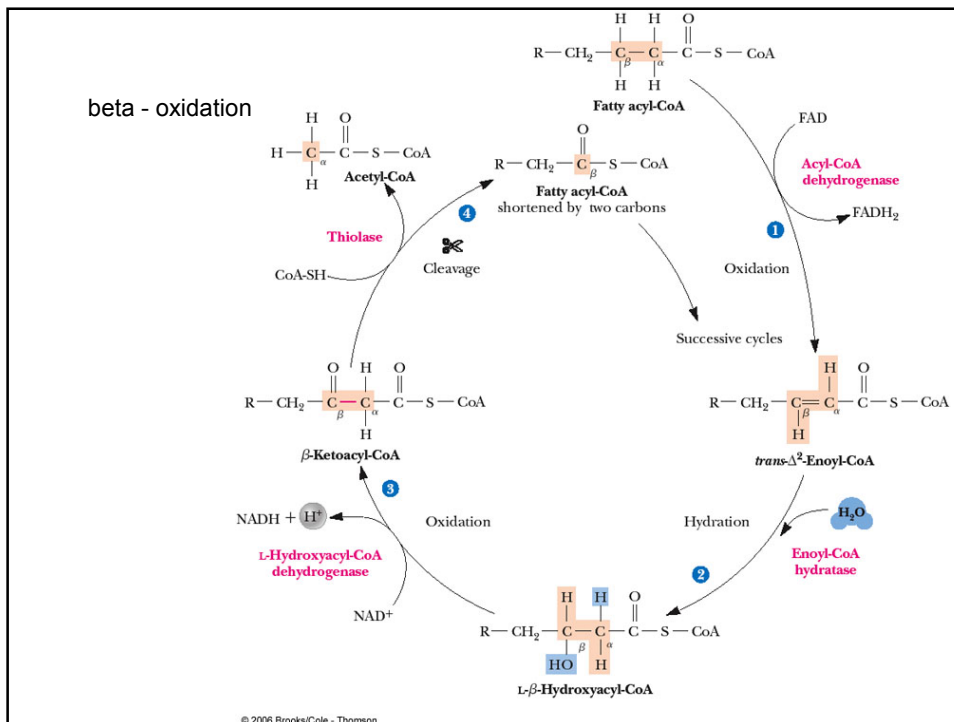 beta - oxidation
H H O
R—CH₂—C—C—C—S—CoA
β α
H H
Fatty acyl-CoA
FAD
Acyl-CoA
dehydrogenase
FADH₂
1
Oxidation
H O
H—C—C—S—CoA
α
H
Acetyl-CoA
O
R—CH₂—C—S—CoA
β
Fatty acyl-CoA
shortened by two carbons
4
Thiolase
CoA-SH
Cleavage
Successive cycles
O H O
R—CH₂—C—C—C—S—CoA
β α
H
β-Ketoacyl-CoA
H O
R—CH₂—C=C—C—S—CoA
β α
H
trans-Δ²-Enoyl-CoA
3
NADH + H⁺
Oxidation
L-Hydroxyacyl-CoA
dehydrogenase
NAD⁺
Hydration
H₂O
Enoyl-CoA
hydratase
2
H H O
R—CH₂—C—C—C—S—CoA
β α
HO H
L-β-Hydroxyacyl-CoA
© 2006 Brooks/Cole - Thomson